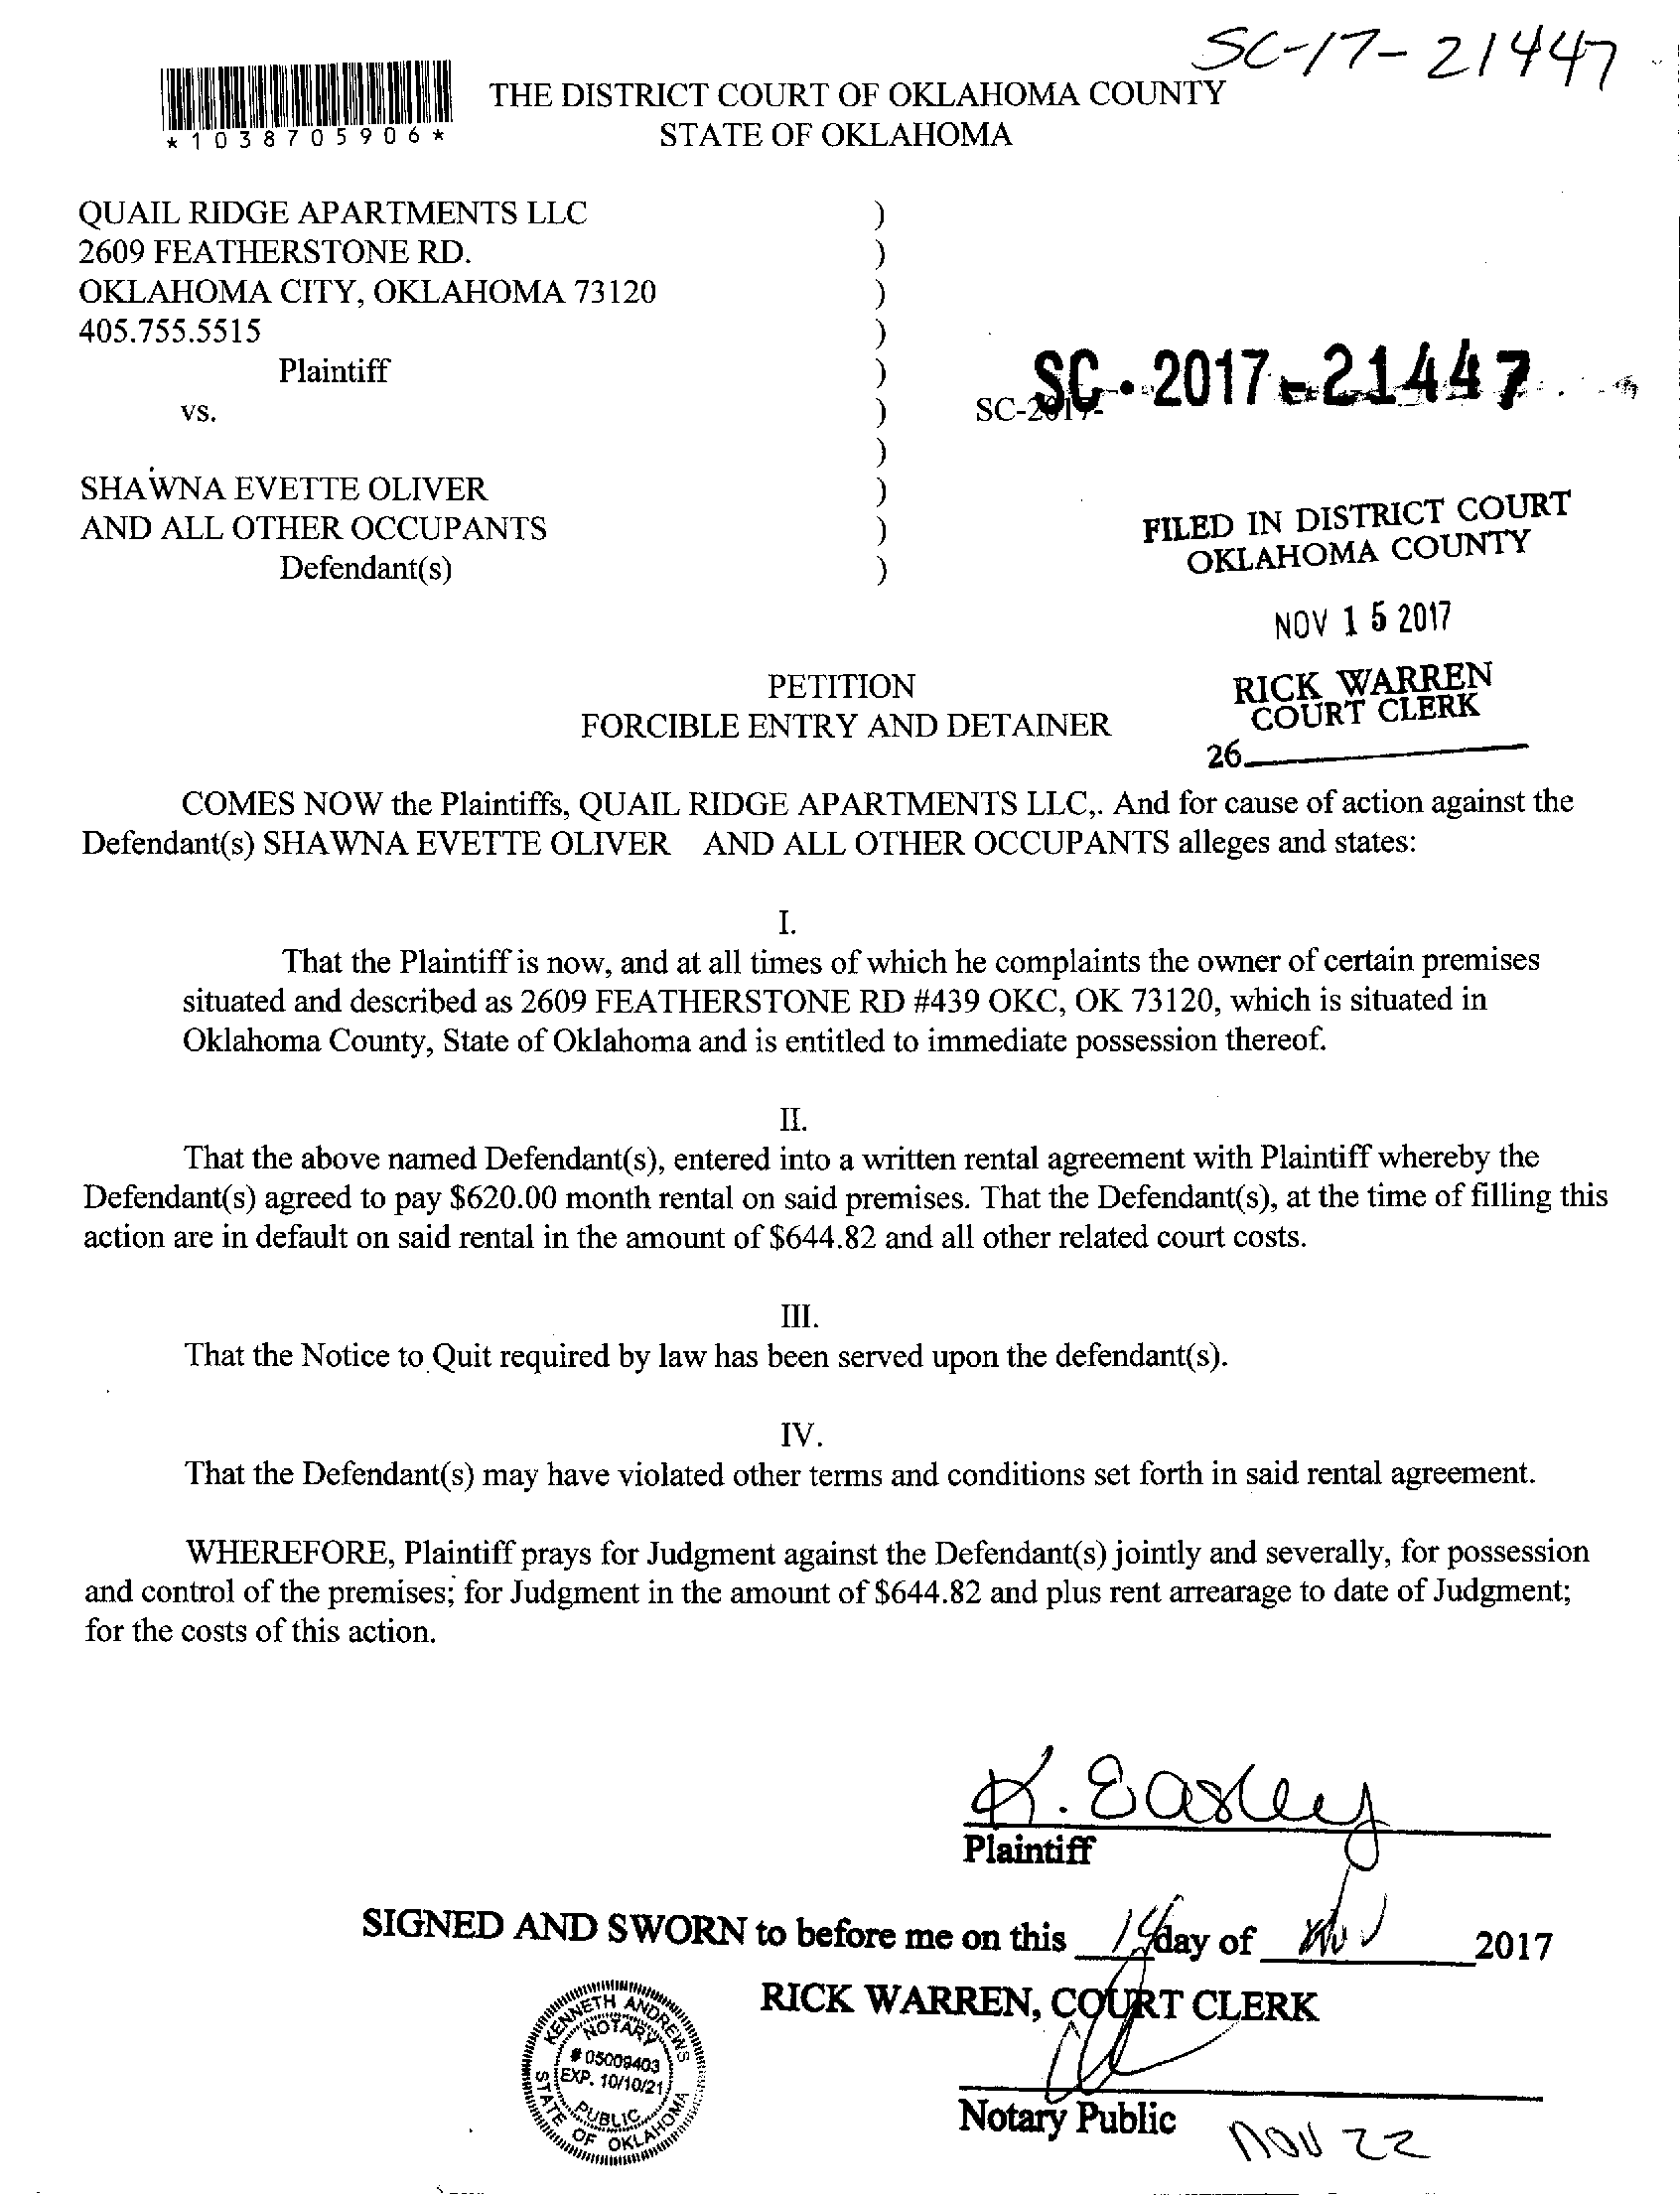 SC-17-21447
*1038705906*
THE DISTRICT COURT OF OKLAHOMA COUNTY
STATE OF OKLAHOMA
QUAIL RIDGE APARTMENTS LLC )
2609 FEATHERSTONE RD. )
OKLAHOMA CITY, OKLAHOMA 73120 )
405.755.5515 )
Plaintiff )
vs. ) SC-2017- SC-2017-21447
)
SHAWNA EVETTE OLIVER )
AND ALL OTHER OCCUPANTS )
Defendant(s) )
FILED IN DISTRICT COURT
OKLAHOMA COUNTY
NOV 15 2017
RICK WARREN
COURT CLERK
26
PETITION
FORCIBLE ENTRY AND DETAINER
COMES NOW the Plaintiffs, QUAIL RIDGE APARTMENTS LLC,. And for cause of action against the
Defendant(s) SHAWNA EVETTE OLIVER AND ALL OTHER OCCUPANTS alleges and states:
I.
That the Plaintiff is now, and at all times of which he complaints the owner of certain premises
situated and described as 2609 FEATHERSTONE RD #439 OKC, OK 73120, which is situated in
Oklahoma County, State of Oklahoma and is entitled to immediate possession thereof.
II.
That the above named Defendant(s), entered into a written rental agreement with Plaintiff whereby the
Defendant(s) agreed to pay $620.00 month rental on said premises. That the Defendant(s), at the time of filling this
action are in default on said rental in the amount of $644.82 and all other related court costs.
III.
That the Notice to Quit required by law has been served upon the defendant(s).
IV.
That the Defendant(s) may have violated other terms and conditions set forth in said rental agreement.
WHEREFORE, Plaintiff prays for Judgment against the Defendant(s) jointly and severally, for possession
and control of the premises; for Judgment in the amount of $644.82 and plus rent arrearage to date of Judgment;
for the costs of this action.
K. Easley
Plaintiff
SIGNED AND SWORN to before me on this day of Nov 2017
RICK WARREN, COURT CLERK
KENNETH ANDREWS
NOTARY
# 05009403
EXP. 10/10/21
PUBLIC
STATE OF OKLAHOMA
Notary Public
NOV 22